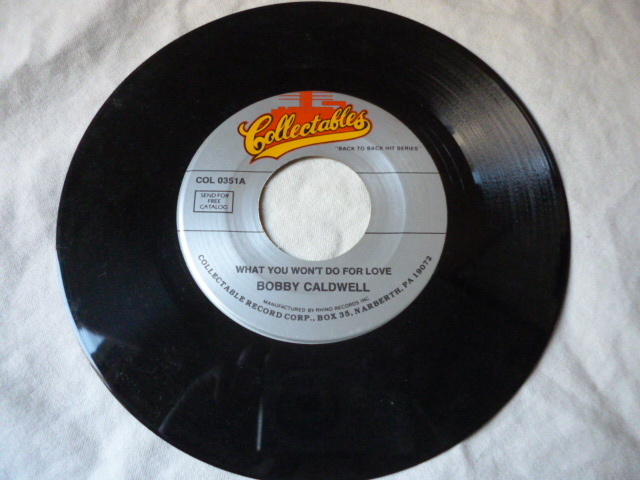 Collectables
"BACK TO BACK HIT SERIES"
COL 0351A
SEND FOR
FREE
CATALOG
WHAT YOU WON'T DO FOR LOVE
BOBBY CALDWELL
MANUFACTURED BY RHINO RECORDS INC.
COLLECTABLE RECORD CORP., BOX 35, NARBERTH, PA 19072